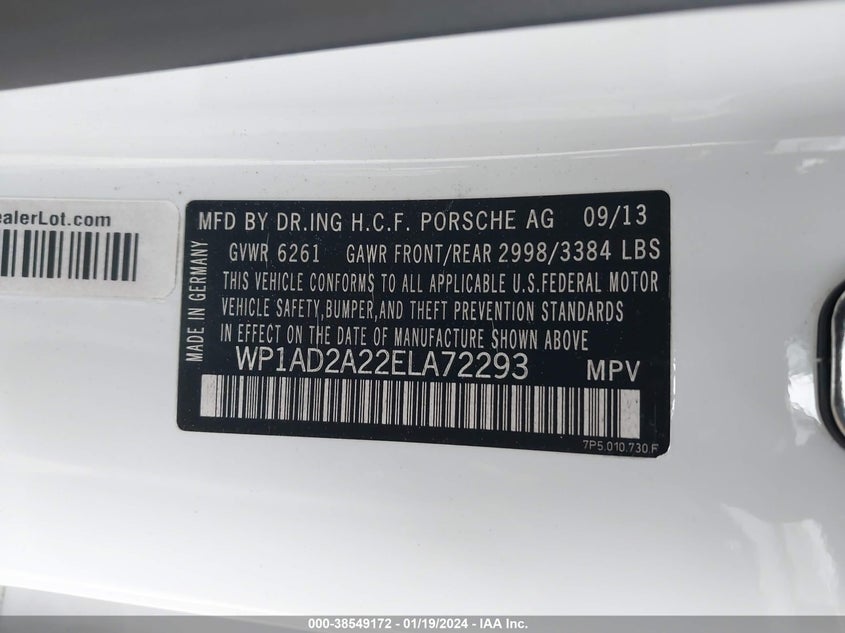 ealerLot.com
MADE IN GERMANY
MFD BY DR.ING H.C.F. PORSCHE AG 09/13
GVWR 6261 GAWR FRONT/REAR 2998/3384 LBS
THIS VEHICLE CONFORMS TO ALL APPLICABLE U.S.FEDERAL MOTOR
VEHICLE SAFETY,BUMPER,AND THEFT PREVENTION STANDARDS
IN EFFECT ON THE DATE OF MANUFACTURE SHOWN ABOVE
WP1AD2A22ELA72293 MPV
7P5.010.730.F
000-38549172 - 01/19/2024 - IAA Inc.